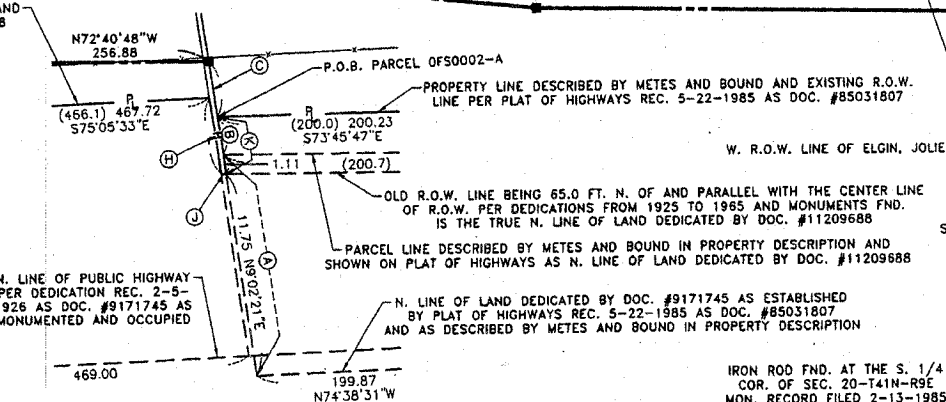 AND
8
N72°40'48"W
256.88
C
P.O.B. PARCEL OFS0002-A
PROPERTY LINE DESCRIBED BY METES AND BOUND AND EXISTING R.O.W.
LINE PER PLAT OF HIGHWAYS REC. 5-22-1985 AS DOC. #85031807
(466.1) 467.72
S75°05'33"E
(200.0) 200.23
S73°45'47"E
B
K
H
W. R.O.W. LINE OF ELGIN, JOLIE
1.11 (200.7)
J
OLD R.O.W. LINE BEING 65.0 FT. N. OF AND PARALLEL WITH THE CENTER LINE
OF R.O.W. PER DEDICATIONS FROM 1925 TO 1965 AND MONUMENTS FND.
IS THE TRUE N. LINE OF LAND DEDICATED BY DOC. #11209688
S
11.75 N9°02'21"E
A
PARCEL LINE DESCRIBED BY METES AND BOUND IN PROPERTY DESCRIPTION AND
SHOWN ON PLAT OF HIGHWAYS AS N. LINE OF LAND DEDICATED BY DOC. #11209688
N. LINE OF PUBLIC HIGHWAY
PER DEDICATION REC. 2-5-
926 AS DOC. #9171745 AS
MONUMENTED AND OCCUPIED
N. LINE OF LAND DEDICATED BY DOC. #9171745 AS ESTABLISHED
BY PLAT OF HIGHWAYS REC. 5-22-1985 AS DOC. #85031807
AND AS DESCRIBED BY METES AND BOUND IN PROPERTY DESCRIPTION
469.00
199.87
N74°38'31"W
IRON ROD FND. AT THE S. 1/4
COR. OF SEC. 20-T41N-R9E
MON. RECORD FILED 2-13-1985